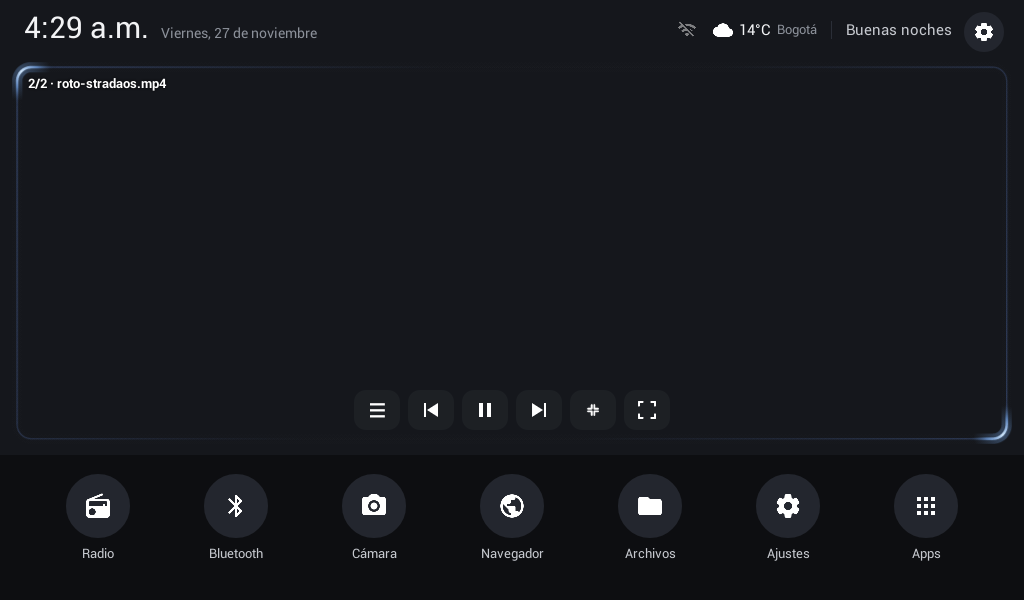 4:29 a.m. Viernes, 27 de noviembre
14°C Bogotá
Buenas noches
2/2 · roto-stradaos.mp4
Radio
Bluetooth
Cámara
Navegador
Archivos
Ajustes
Apps